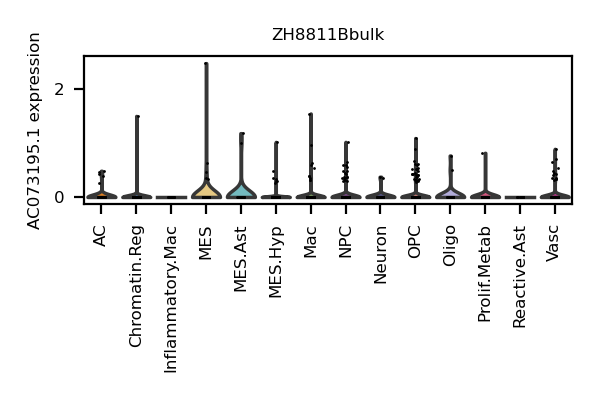 ZH8811Bbulk
AC073195.1 expression
2
0
AC
Chromatin.Reg
Inflammatory.Mac
MES
MES.Ast
MES.Hyp
Mac
NPC
Neuron
OPC
Oligo
Prolif.Metab
Reactive.Ast
Vasc